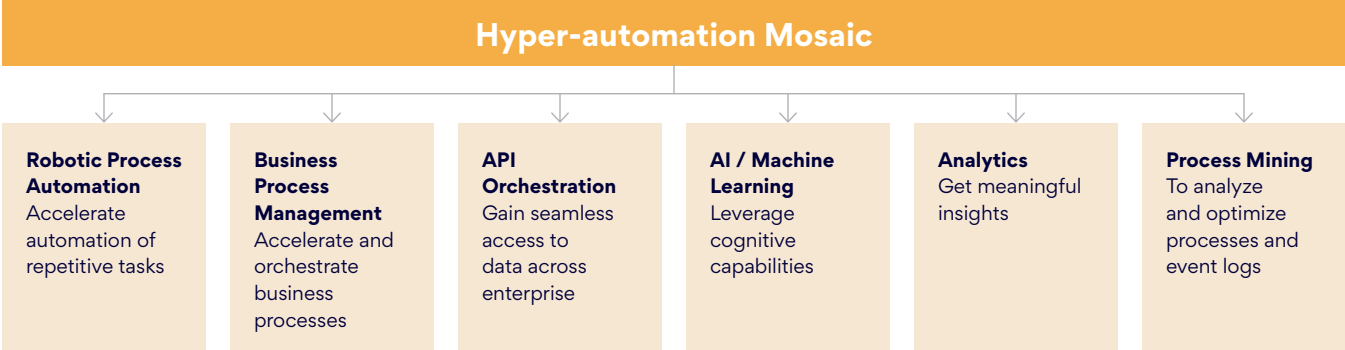 Hyper-automation Mosaic
Robotic Process
Automation
Accelerate
automation of
repetitive tasks
Business
Process
Management
Accelerate and
orchestrate
business
processes
API
Orchestration
Gain seamless
access to
data across
enterprise
AI / Machine
Learning
Leverage
cognitive
capabilities
Analytics
Get meaningful
insights
Process Mining
To analyze
and optimize
processes and
event logs